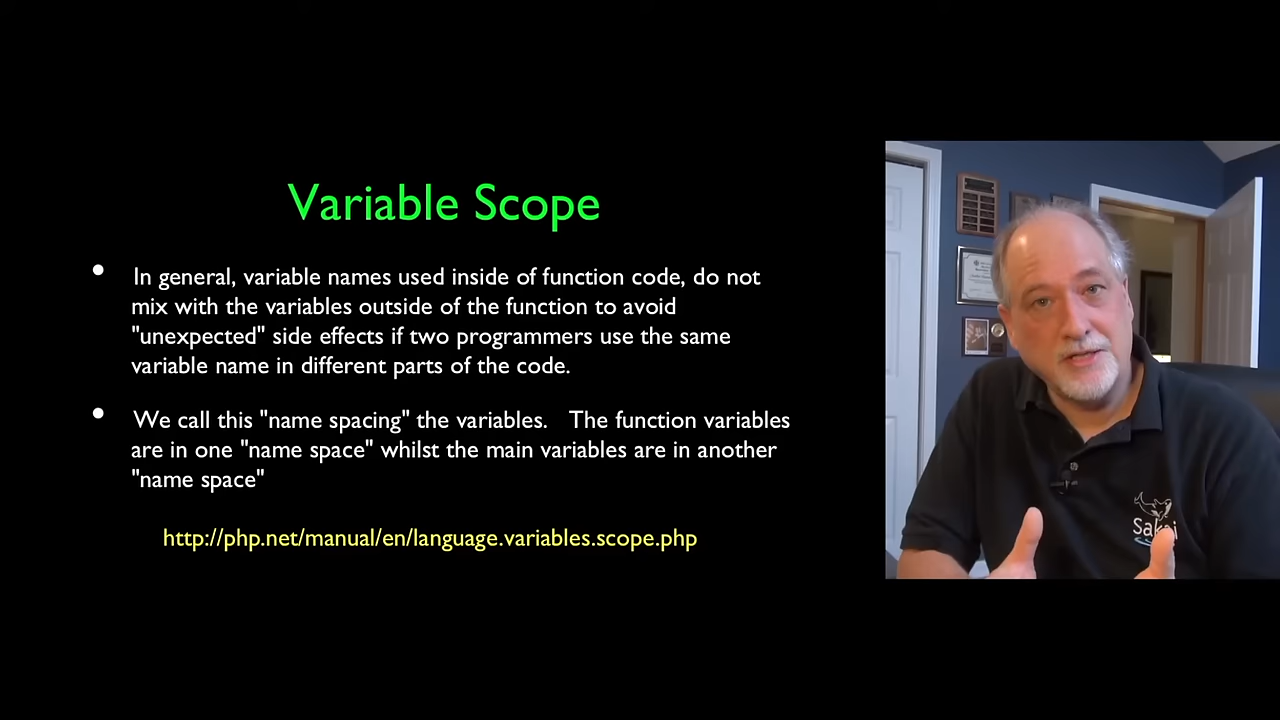 Variable Scope
• In general, variable names used inside of function code, do not
mix with the variables outside of the function to avoid
"unexpected" side effects if two programmers use the same
variable name in different parts of the code.
• We call this "name spacing" the variables.   The function variables
are in one "name space" whilst the main variables are in another
"name space"
http://php.net/manual/en/language.variables.scope.php